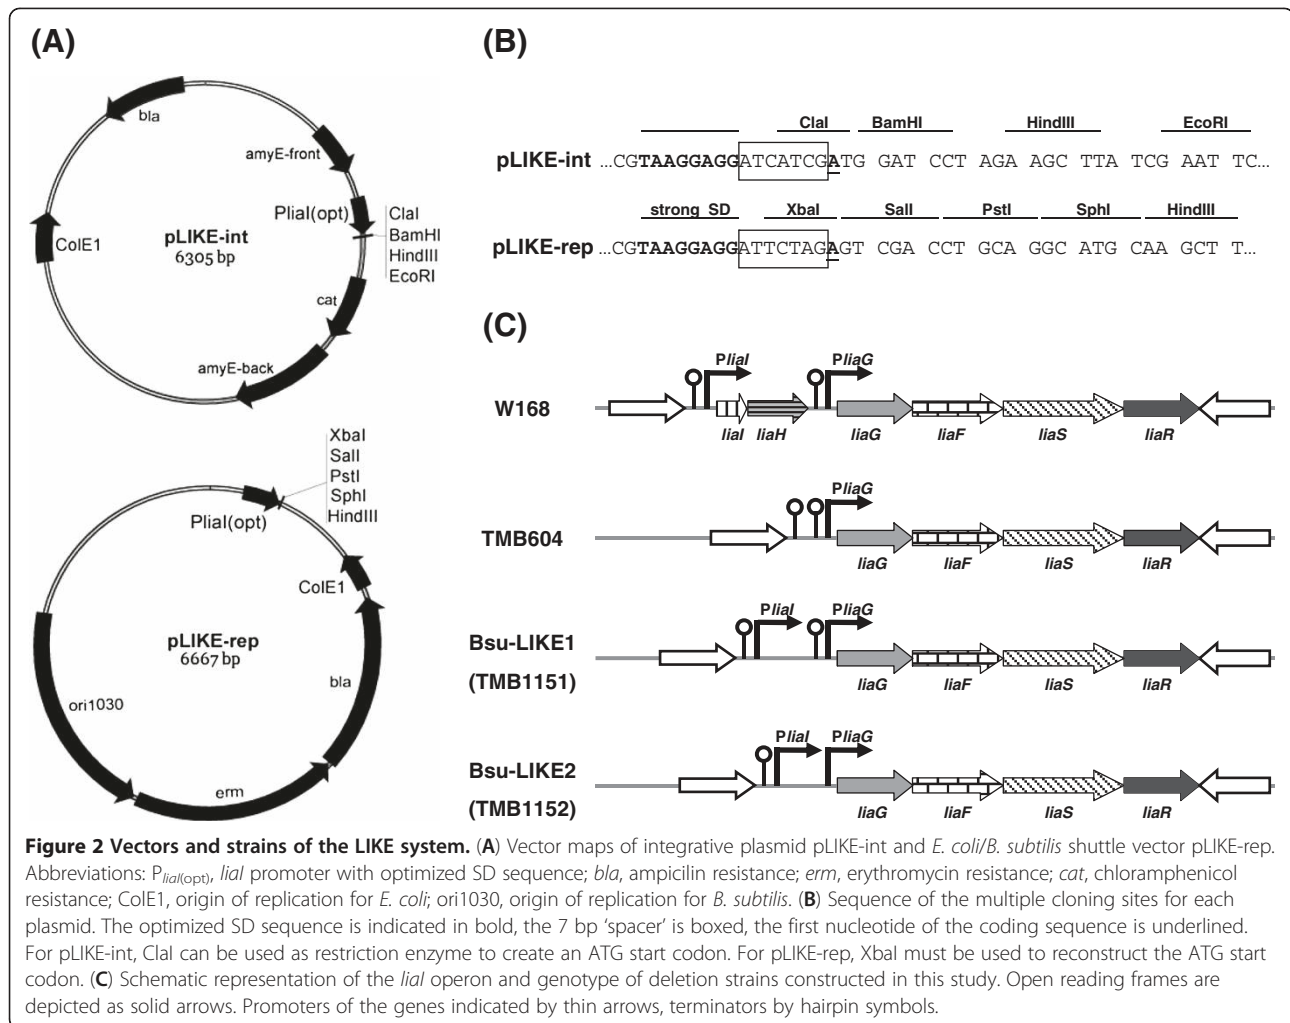 (A)
bla
amyE-front
PliaI(opt)
ClaI
BamHI
HindIII
EcoRI
pLIKE-int
6305 bp
ColE1
cat
amyE-back
XbaI
SalI
PstI
SphI
HindIII
PliaI(opt)
ColE1
pLIKE-rep
6667 bp
bla
ori1030
erm
(B)
ClaI BamHI HindIII EcoRI
pLIKE-int ...CGTAAGGAGGATCATCGATG GAT CCT AGA AGC TTA TCG AAT TC...
strong SD XbaI SalI PstI SphI HindIII
pLIKE-rep ...CGTAAGGAGGATTCTAGAGT CGA CCT GCA GGC ATG CAA GCT T...
(C)
PliaI PliaG
W168
liaI liaH liaG liaF liaS liaR
PliaG
TMB604
liaG liaF liaS liaR
PliaI PliaG
Bsu-LIKE1
(TMB1151)
liaG liaF liaS liaR
PliaI PliaG
Bsu-LIKE2
(TMB1152)
liaG liaF liaS liaR
Figure 2 Vectors and strains of the LIKE system. (A) Vector maps of integrative plasmid pLIKE-int and E. coli/B. subtilis shuttle vector pLIKE-rep.
Abbreviations: PliaI(opt), liaI promoter with optimized SD sequence; bla, ampicilin resistance; erm, erythromycin resistance; cat, chloramphenicol
resistance; ColE1, origin of replication for E. coli; ori1030, origin of replication for B. subtilis. (B) Sequence of the multiple cloning sites for each
plasmid. The optimized SD sequence is indicated in bold, the 7 bp 'spacer' is boxed, the first nucleotide of the coding sequence is underlined.
For pLIKE-int, ClaI can be used as restriction enzyme to create an ATG start codon. For pLIKE-rep, XbaI must be used to reconstruct the ATG start
codon. (C) Schematic representation of the liaI operon and genotype of deletion strains constructed in this study. Open reading frames are
depicted as solid arrows. Promoters of the genes indicated by thin arrows, terminators by hairpin symbols.